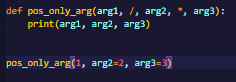 def pos_only_arg(arg1, /, arg2, *, arg3):
    print(arg1, arg2, arg3)
pos_only_arg(1, arg2=2, arg3=3)